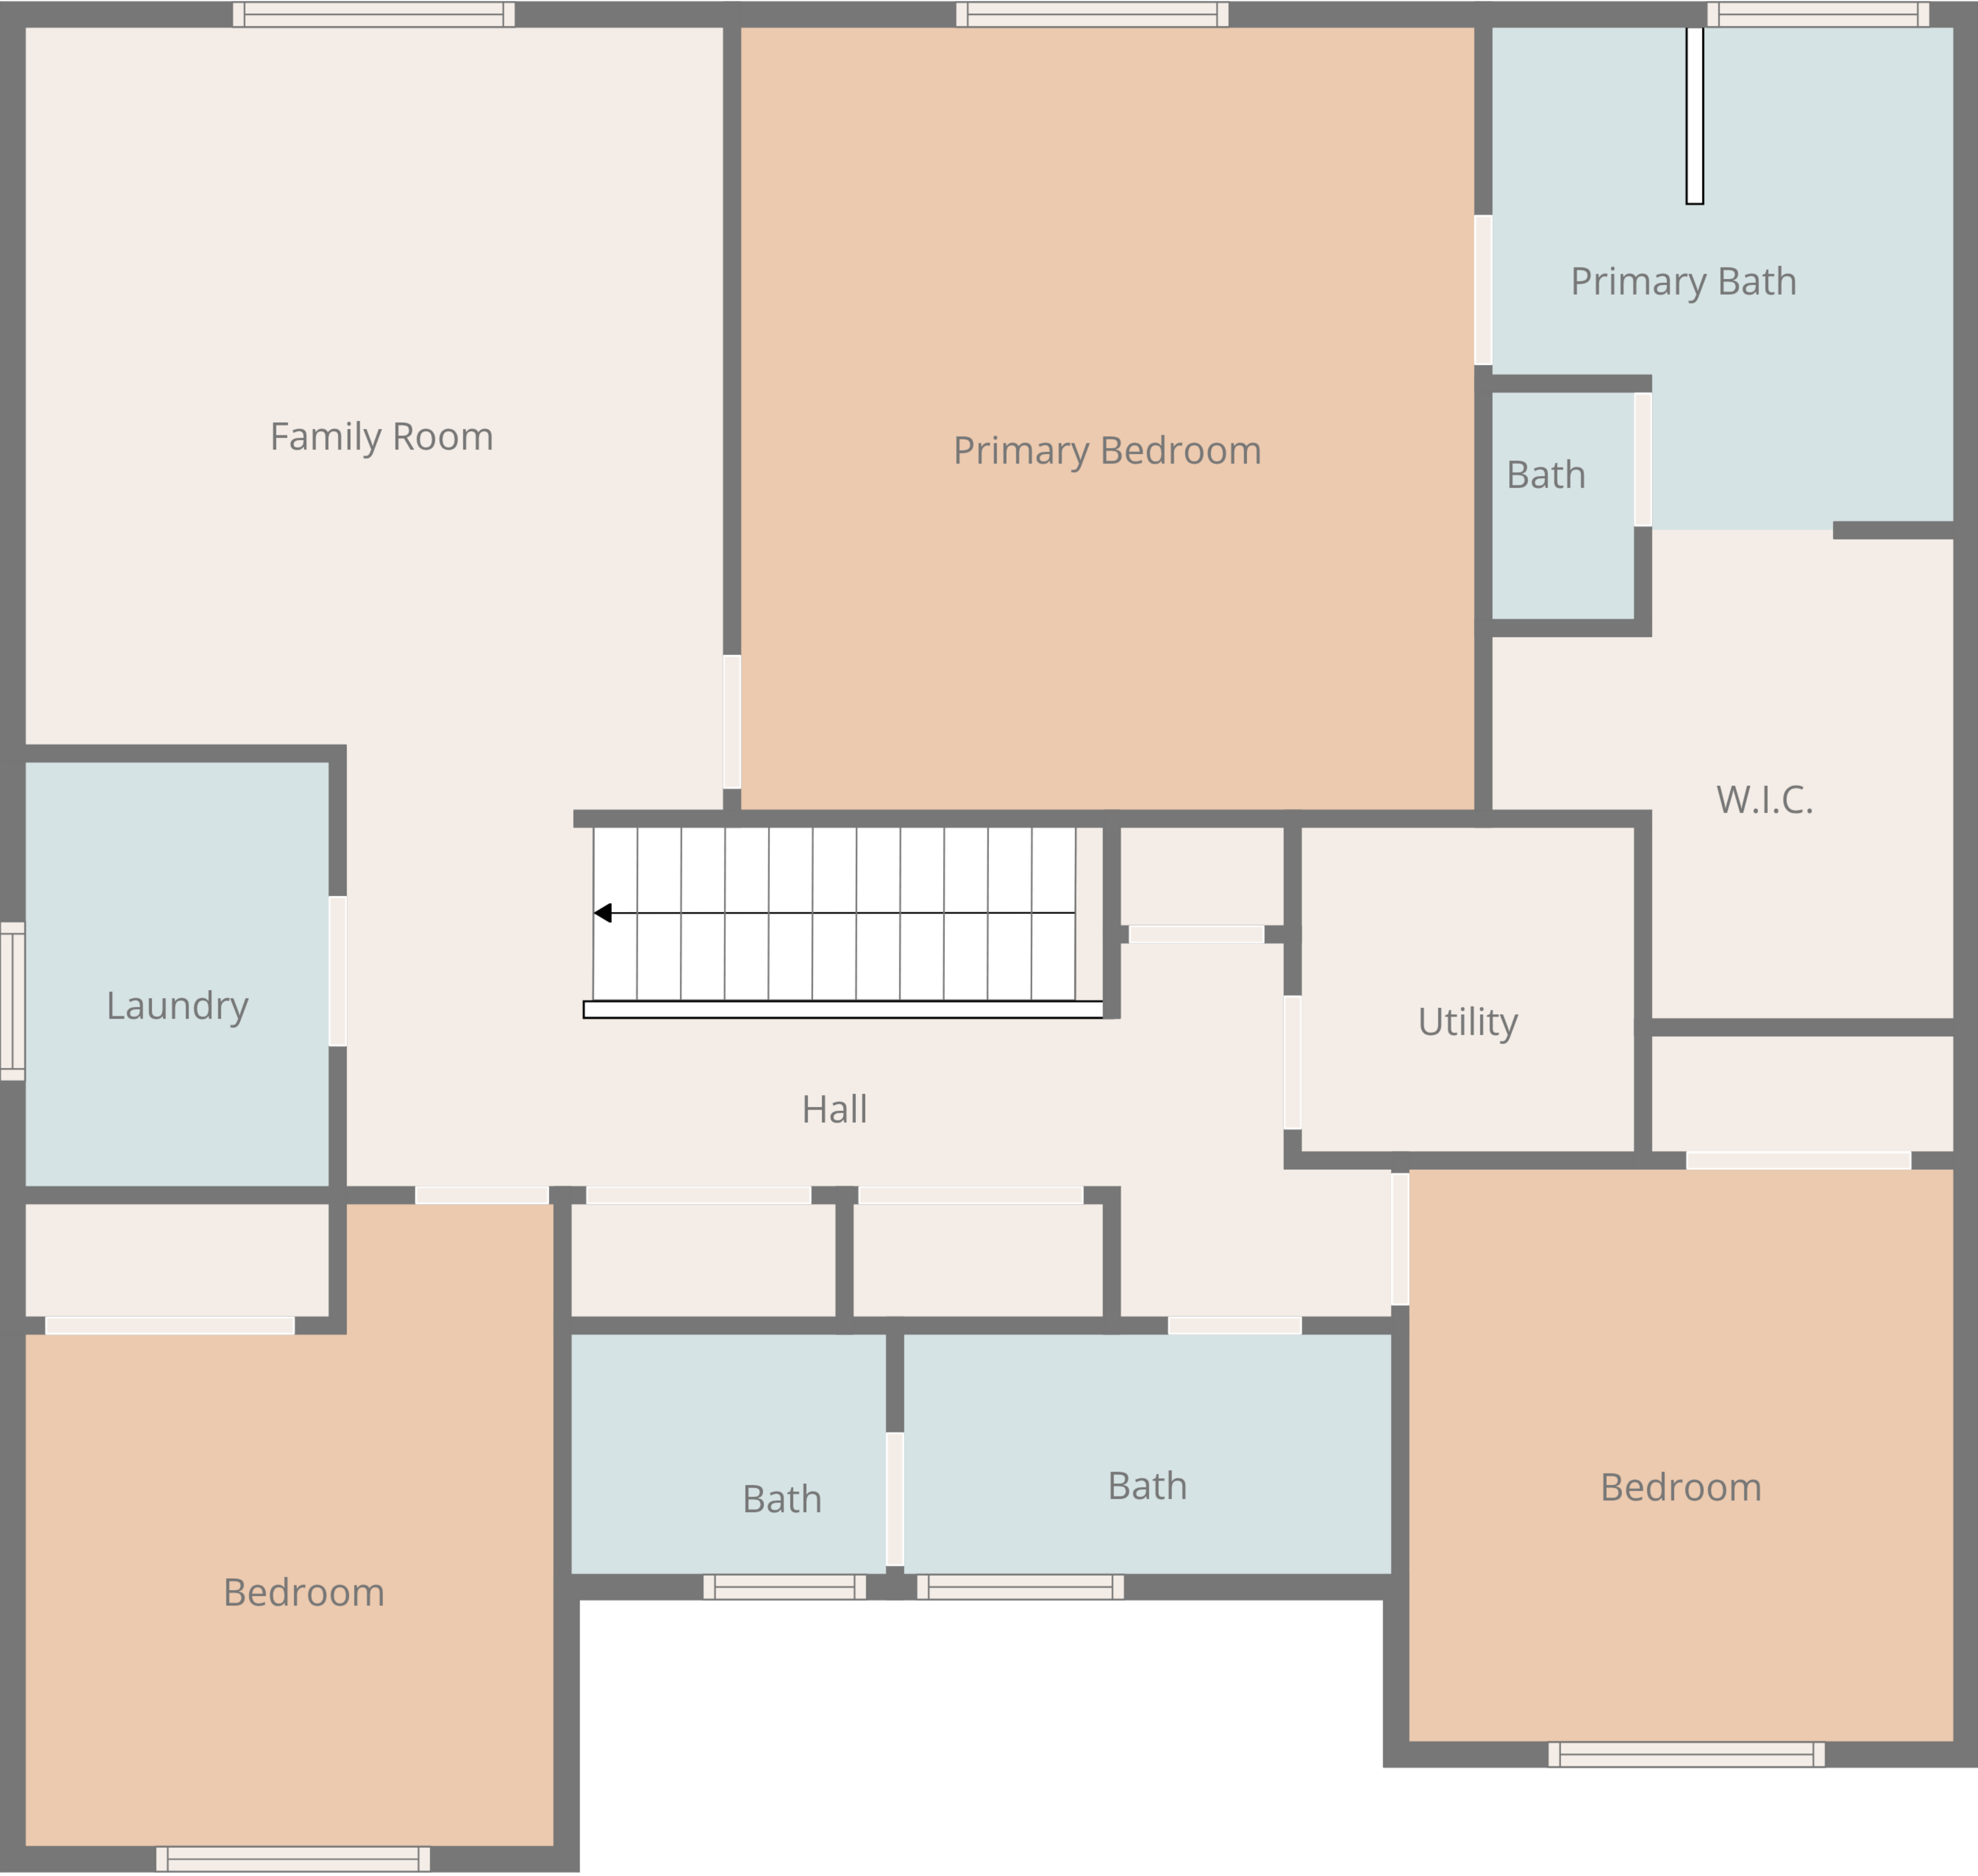 Primary Bath
Family Room
Primary Bedroom
Bath
W.I.C.
Laundry
Utility
Hall
Bath
Bath
Bedroom
Bedroom